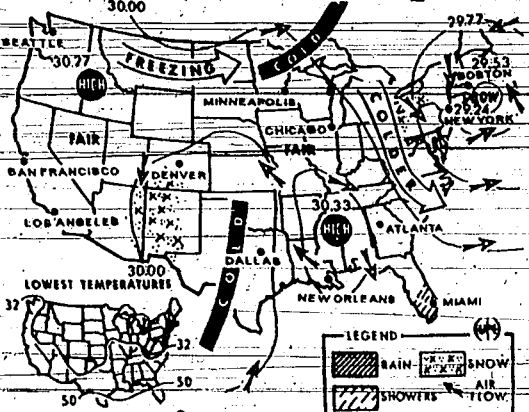 30.00
29.77
SEATTLE
30.77
FREEZING
COLD
29.53
BOSTON
HIGH
LOW
MINNEAPOLIS
29.24
NEW YORK
CHICAGO
COLDER
FAIR
FAIR
SAN FRANCISCO
DENVER
LOS ANGELES
30.33
HIGH
ATLANTA
COLD
DALLAS
30.00
NEW ORLEANS
MIAMI
LOWEST TEMPERATURES
32
32
50
50
LEGEND
RAIN
SNOW
SHOWERS
AIR
FLOW